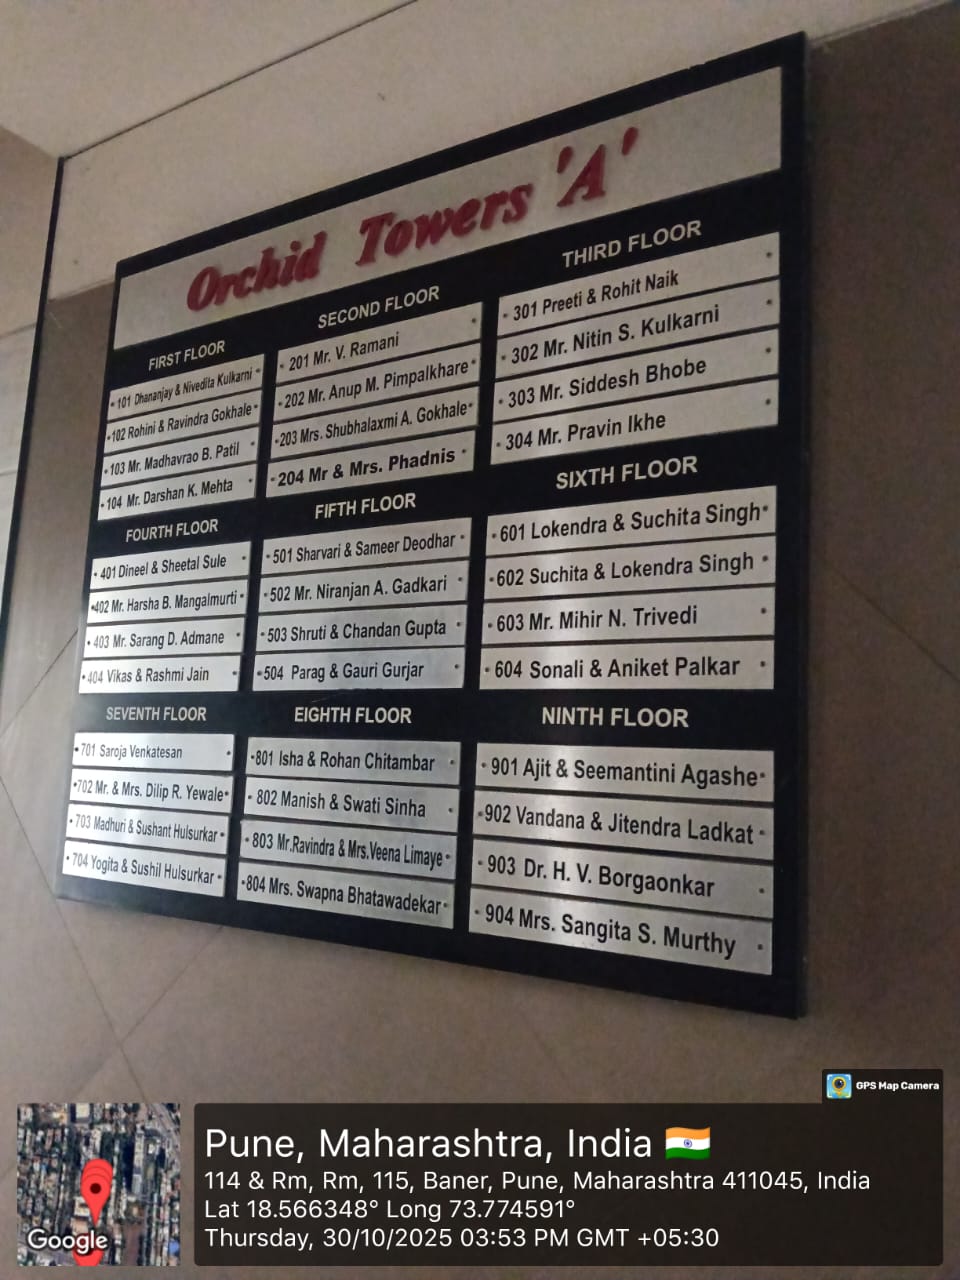 Orchid Towers 'A'
FIRST FLOOR
101 Dhananjay & Nivedita Kulkarni
102 Rohini & Ravindra Gokhale
103 Mr. Madhavrao B. Patil
104 Mr. Darshan K. Mehta
SECOND FLOOR
201 Mr. V. Ramani
202 Mr. Anup M. Pimpalkhare
203 Mrs. Shubhalaxmi A. Gokhale
204 Mr & Mrs. Phadnis
THIRD FLOOR
301 Preeti & Rohit Naik
302 Mr. Nitin S. Kulkarni
303 Mr. Siddesh Bhobe
304 Mr. Pravin Ikhe
FOURTH FLOOR
401 Dineel & Sheetal Sule
402 Mr. Harsha B. Mangalmurti
403 Mr. Sarang D. Admane
404 Vikas & Rashmi Jain
FIFTH FLOOR
501 Sharvari & Sameer Deodhar
502 Mr. Niranjan A. Gadkari
503 Shruti & Chandan Gupta
504 Parag & Gauri Gurjar
SIXTH FLOOR
601 Lokendra & Suchita Singh
602 Suchita & Lokendra Singh
603 Mr. Mihir N. Trivedi
604 Sonali & Aniket Palkar
SEVENTH FLOOR
701 Saroja Venkatesan
702 Mr. & Mrs. Dilip R. Yewale
703 Madhuri & Sushant Hulsurkar
704 Yogita & Sushil Hulsurkar
EIGHTH FLOOR
801 Isha & Rohan Chitambar
802 Manish & Swati Sinha
803 Mr.Ravindra & Mrs.Veena Limaye
804 Mrs. Swapna Bhatawadekar
NINTH FLOOR
901 Ajit & Seemantini Agashe
902 Vandana & Jitendra Ladkat
903 Dr. H. V. Borgaonkar
904 Mrs. Sangita S. Murthy
GPS Map Camera
Pune, Maharashtra, India
114 & Rm, Rm, 115, Baner, Pune, Maharashtra 411045, India
Lat 18.566348° Long 73.774591°
Thursday, 30/10/2025 03:53 PM GMT +05:30
Google